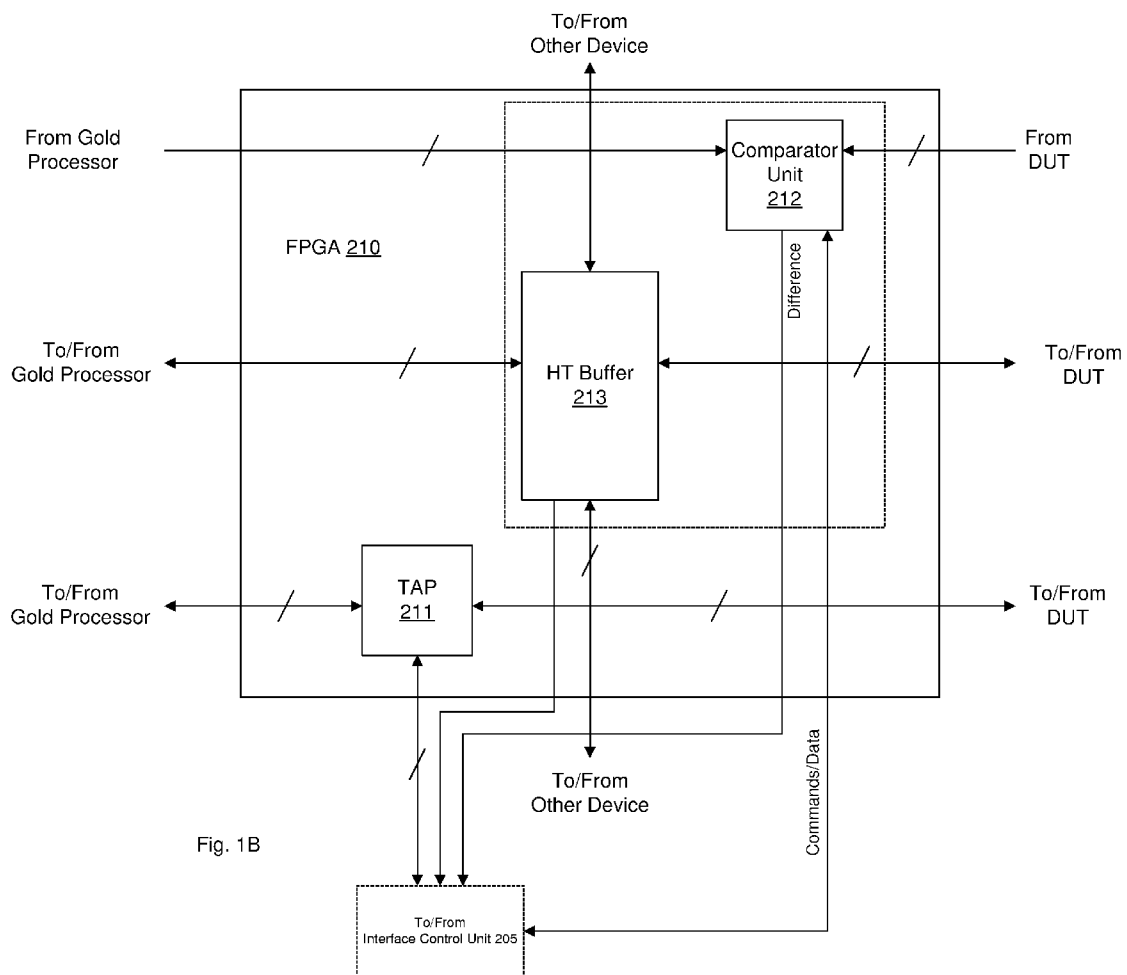 To/From
Other Device
From Gold
Processor
Comparator
Unit
212
From
DUT
FPGA 210
Difference
To/From
Gold Processor
HT Buffer
213
To/From
DUT
To/From
Gold Processor
TAP
211
To/From
DUT
Commands/Data
To/From
Other Device
Fig. 1B
To/From
Interface Control Unit 205